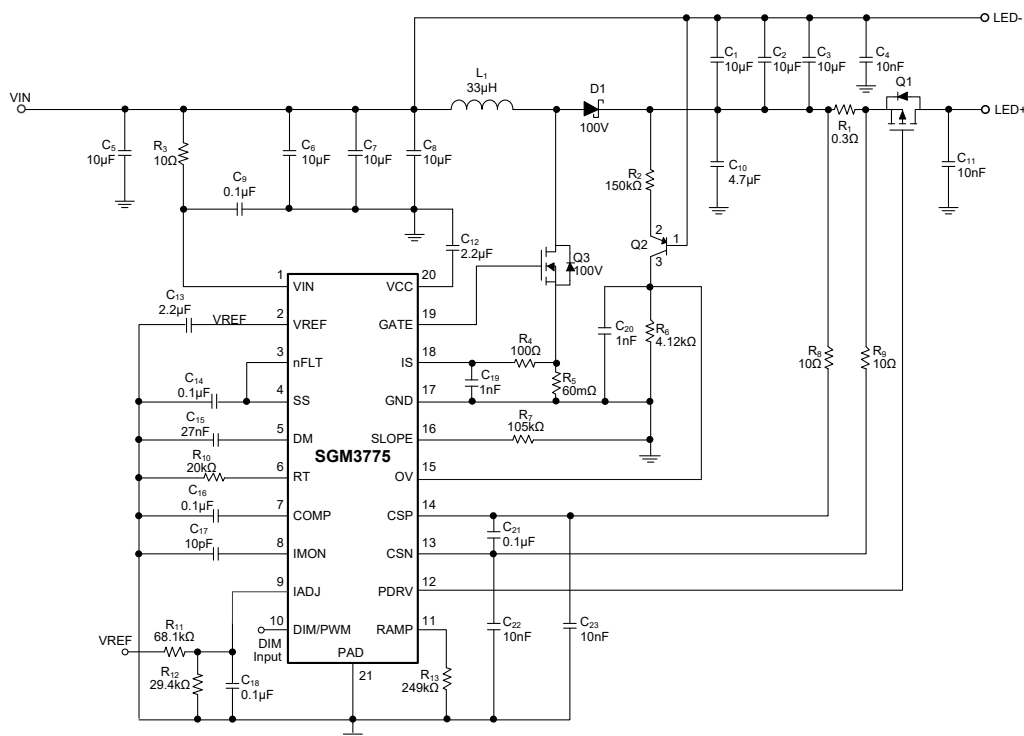 LED-
C1
10µF
C2
10µF
C3
10µF
C4
10nF
Q1
L1
33µH
D1
100V
VIN
LED+
R1
0.3Ω
C5
10µF
R3
10Ω
C6
10µF
C7
10µF
C8
10µF
C9
0.1µF
R2
150kΩ
C10
4.7µF
C11
10nF
C12
2.2µF
Q2
2
1
3
Q3
100V
C13
2.2µF
VREF
1
VIN
VCC
20
2
VREF
GATE
19
3
nFLT
IS
18
4
SS
GND
17
5
DM
SLOPE
16
SGM3775
6
RT
OV
15
7
COMP
CSP
14
8
IMON
CSN
13
9
IADJ
PDRV
12
10
DIM/PWM
RAMP
11
DIM
Input
PAD
21
R4
100Ω
C19
1nF
R5
60mΩ
C20
1nF
R6
4.12kΩ
R7
105kΩ
R8
10Ω
R9
10Ω
C14
0.1µF
C15
27nF
R10
20kΩ
C16
0.1µF
C17
10pF
C21
0.1µF
C22
10nF
C23
10nF
VREF
R11
68.1kΩ
R12
29.4kΩ
C18
0.1µF
R13
249kΩ